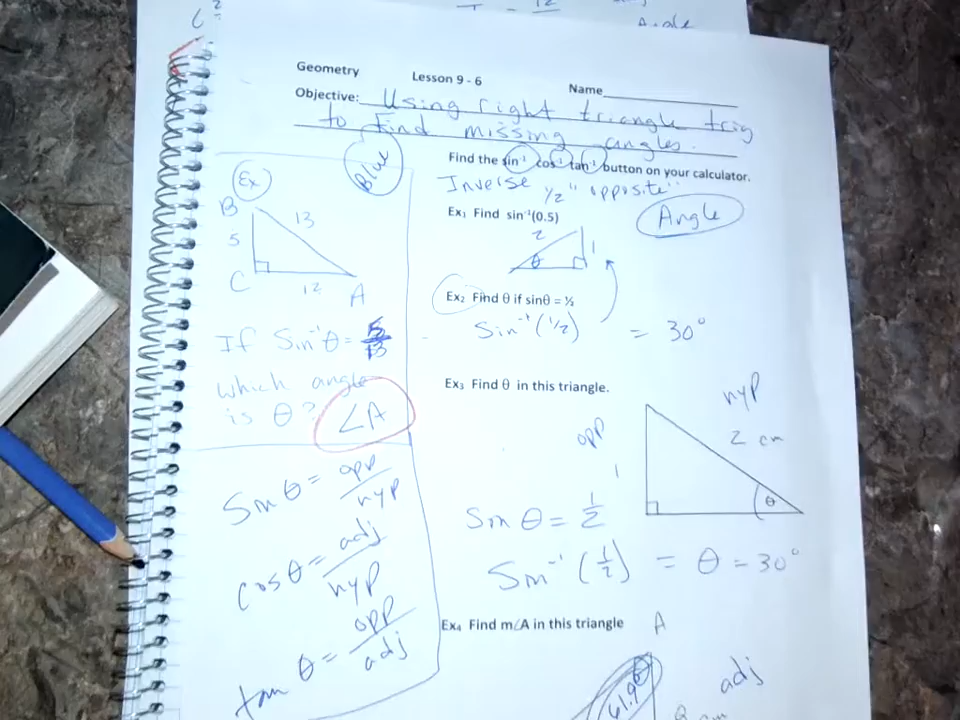 Geometry Lesson 9 - 6 Name
Objective: Using right triangle trig
to find missing angles.
Blue
Ex
B
13
5
C
12
A
If Sin⁻¹θ = 5/13
which angle
is θ? ∠A
Sin θ = opp/hyp
cos θ = adj/hyp
tan θ = opp/adj
Find the sin⁻¹ cos⁻¹ tan⁻¹ button on your calculator.
Inverse 1/2 "opposite"
Angle
Ex₁ Find sin⁻¹(0.5)
2
1
θ
Ex₂ Find θ if sinθ = ½
Sin⁻¹(1/2) = 30°
Ex₃ Find θ in this triangle.
hyp
2 cm
opp
1
θ
Sin θ = 1/2
Sin⁻¹(1/2) = θ = 30°
Ex₄ Find m∠A in this triangle
A
61.9
adj